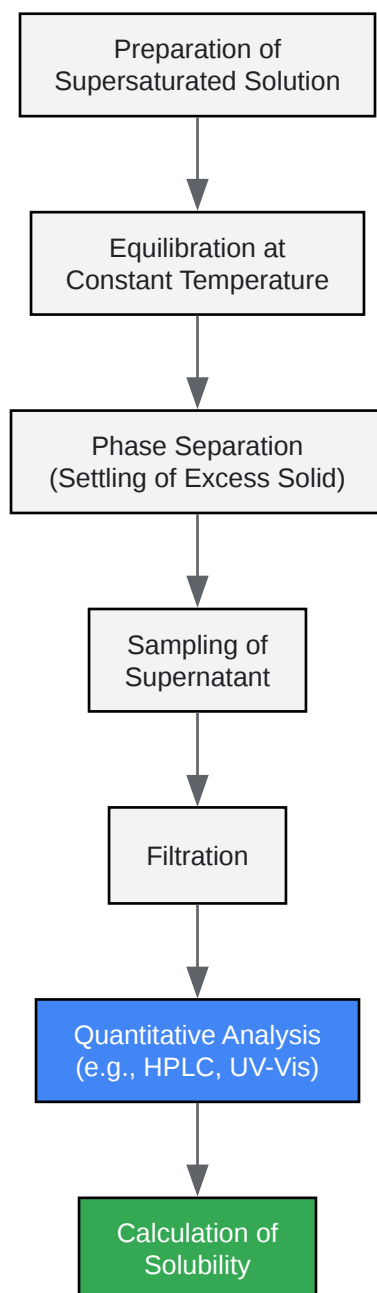 Preparation of
Supersaturated Solution
Equilibration at
Constant Temperature
Phase Separation
(Settling of Excess Solid)
Sampling of
Supernatant
Filtration
Quantitative Analysis
(e.g., HPLC, UV-Vis)
Calculation of
Solubility